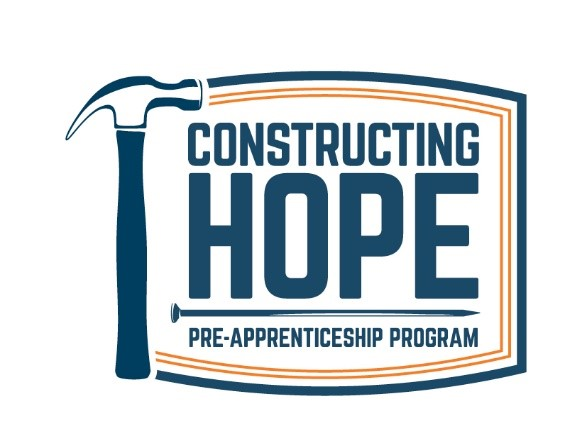 CONSTRUCTING
HOPE
PRE-APPRENTICESHIP PROGRAM